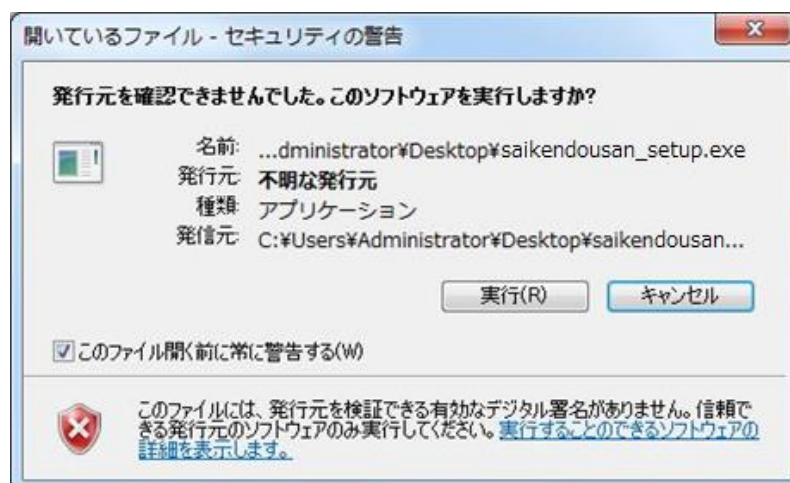 開いているファイル - セキュリティの警告
発行元を確認できませんでした。このソフトウェアを実行しますか?
名前: ...dministrator¥Desktop¥saikendousan_setup.exe
発行元: 不明な発行元
種類: アプリケーション
発信元: C:¥Users¥Administrator¥Desktop¥saikendousan...
実行(R) キャンセル
このファイル開く前に常に警告する(W)
このファイルには、発行元を検証できる有効なデジタル署名がありません。信頼で
きる発行元のソフトウェアのみ実行してください。実行することのできるソフトウェアの
詳細を表示します。